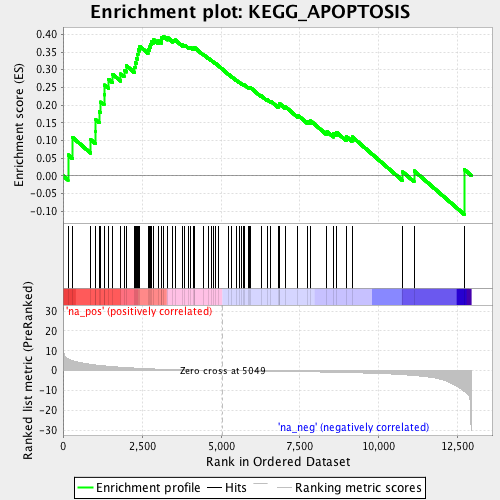 Enrichment plot: KEGG_APOPTOSIS
Enrichment score (ES)
0.40
0.35
0.30
0.25
0.20
0.15
0.10
0.05
0.00
-0.05
-0.10
'na_pos' (positively correlated)
Ranked list metric (PreRanked)
30
20
10
0
-10
-20
-30
Zero cross at 5049
'na_neg' (negatively correlated)
0
2,500
5,000
7,500
10,000
12,500
Rank in Ordered Dataset
Enrichment profile
Hits
Ranking metric scores